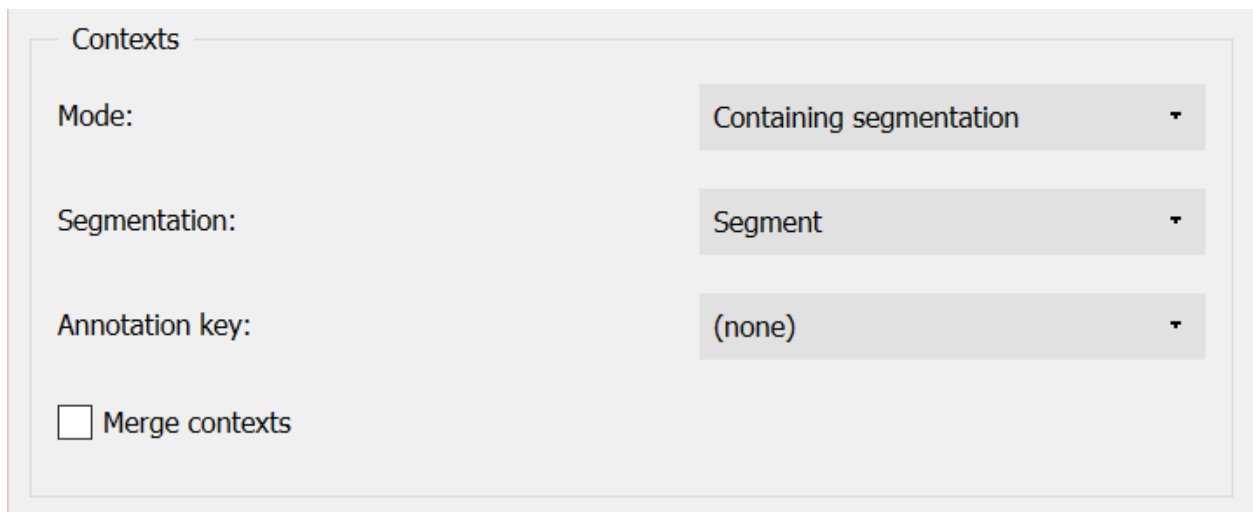 Contexts
Mode:
Containing segmentation
Segmentation:
Segment
Annotation key:
(none)
Merge contexts